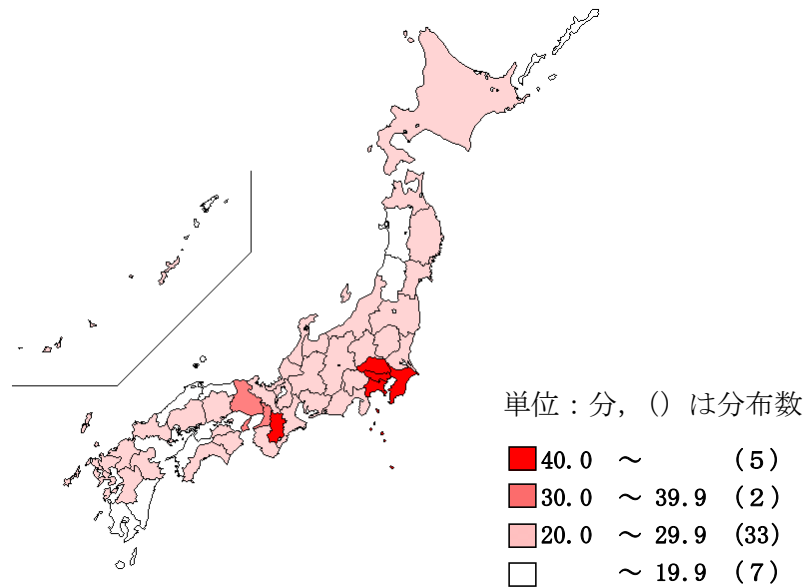 単位：分，（）は分布数
40.0 ～ （5）
30.0 ～ 39.9 （2）
20.0 ～ 29.9 （33）
～ 19.9 （7）